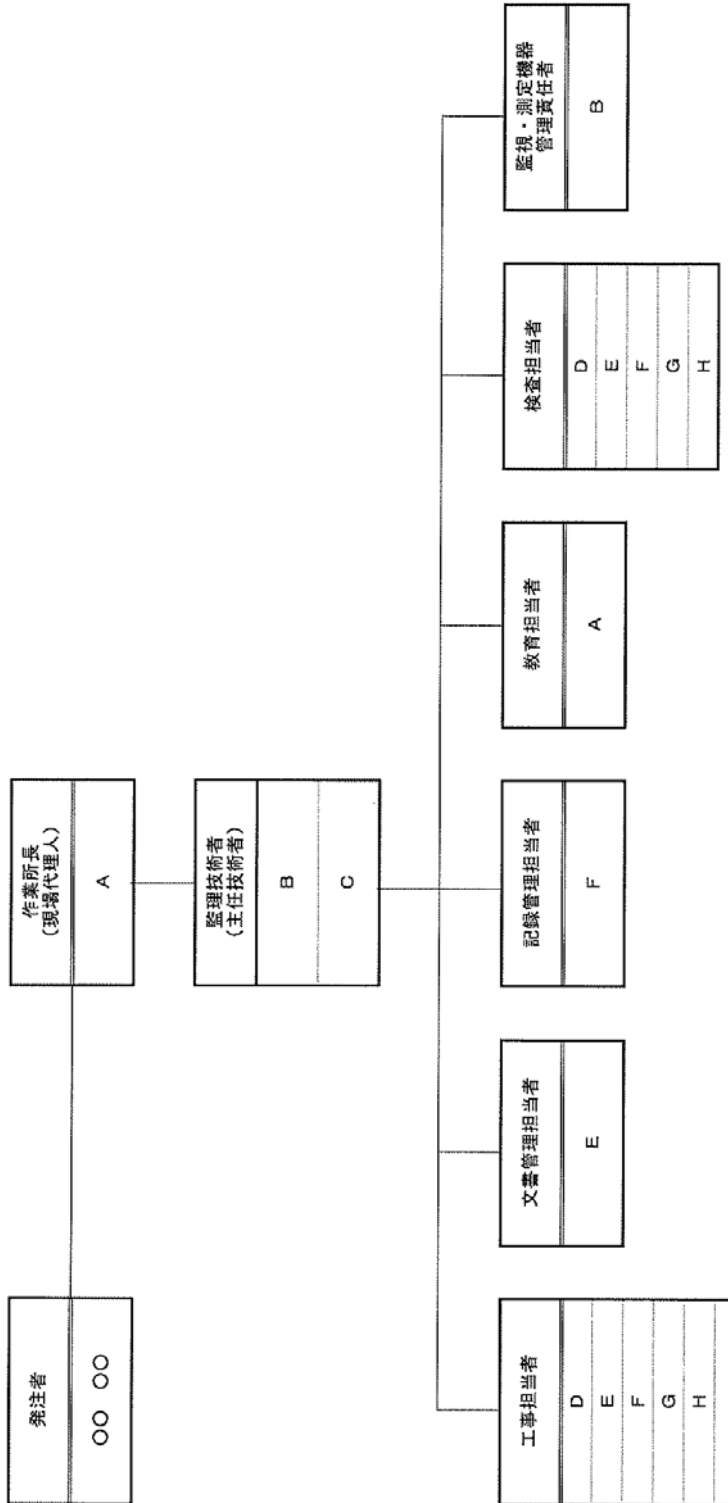 発注者
〇〇 〇〇
作業所長
(現場代理人)
A
監理技術者
(主任技術者)
B
C
工事担当者
D
E
F
G
H
文書管理担当者
E
記録管理担当者
F
教育担当者
A
検査担当者
D
E
F
G
H
監視・測定機器
管理責任者
B